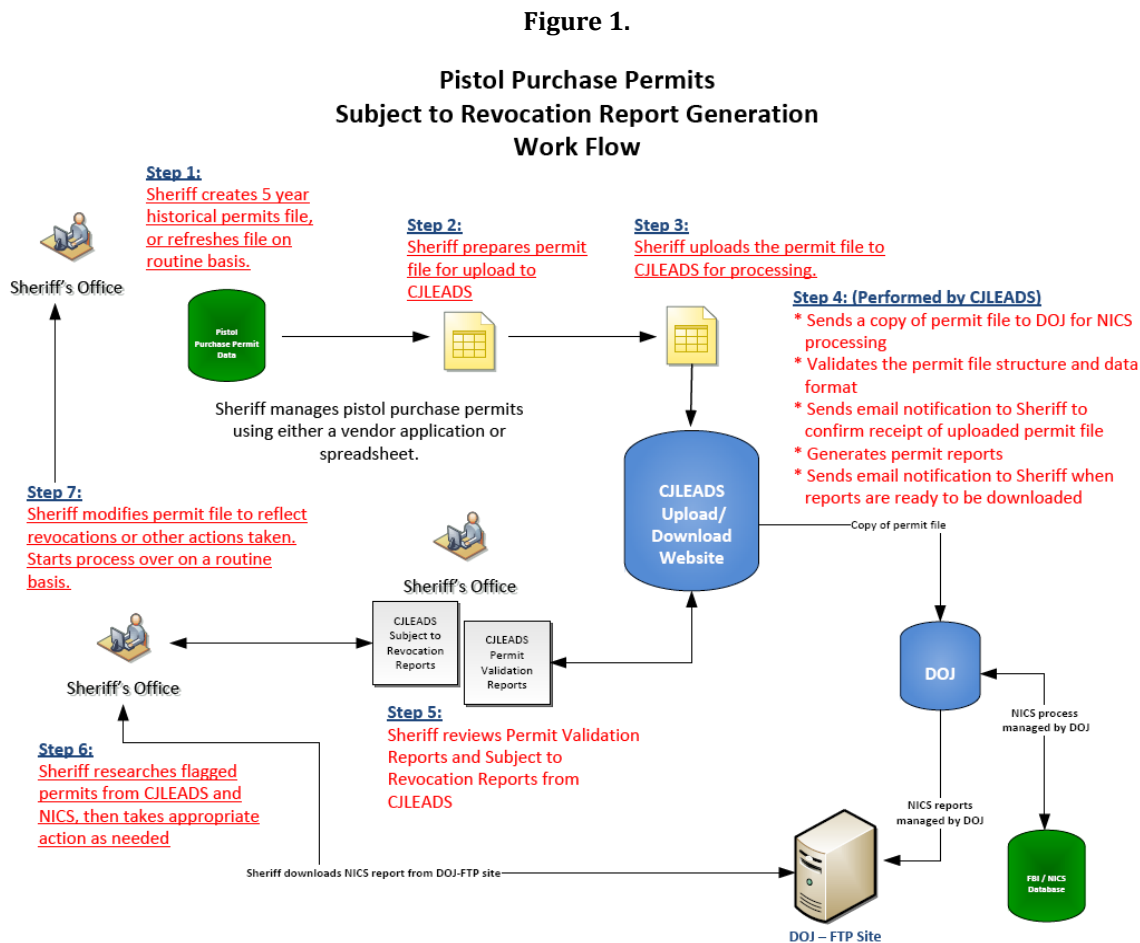 Figure 1.
Pistol Purchase Permits
Subject to Revocation Report Generation
Work Flow
Step 1:
Sheriff creates 5 year
historical permits file,
or refreshes file on
routine basis.
Sheriff's Office
Step 2:
Sheriff prepares permit
file for upload to
CJLEADS
Step 3:
Sheriff uploads the permit file to
CJLEADS for processing.
Pistol
Purchase Permit
Data
Sheriff manages pistol purchase permits
using either a vendor application or
spreadsheet.
Step 4: (Performed by CJLEADS)
* Sends a copy of permit file to DOJ for NICS
processing
* Validates the permit file structure and data
format
* Sends email notification to Sheriff to
confirm receipt of uploaded permit file
* Generates permit reports
* Sends email notification to Sheriff when
reports are ready to be downloaded
CJLEADS
Upload/
Download
Website
Copy of permit file
Step 7:
Sheriff modifies permit file to reflect
revocations or other actions taken.
Starts process over on a routine
basis.
Sheriff's Office
CJLEADS
Subject to
Revocation
Reports
CJLEADS
Permit
Validation
Reports
Sheriff's Office
DOJ
Step 5:
Sheriff reviews Permit Validation
Reports and Subject to
Revocation Reports from
CJLEADS
NICS process
managed by DOJ
Step 6:
Sheriff researches flagged
permits from CJLEADS and
NICS, then takes appropriate
action as needed
NICS reports
managed by DOJ
Sheriff downloads NICS report from DOJ-FTP site
FBI / NICS
Database
DOJ – FTP Site